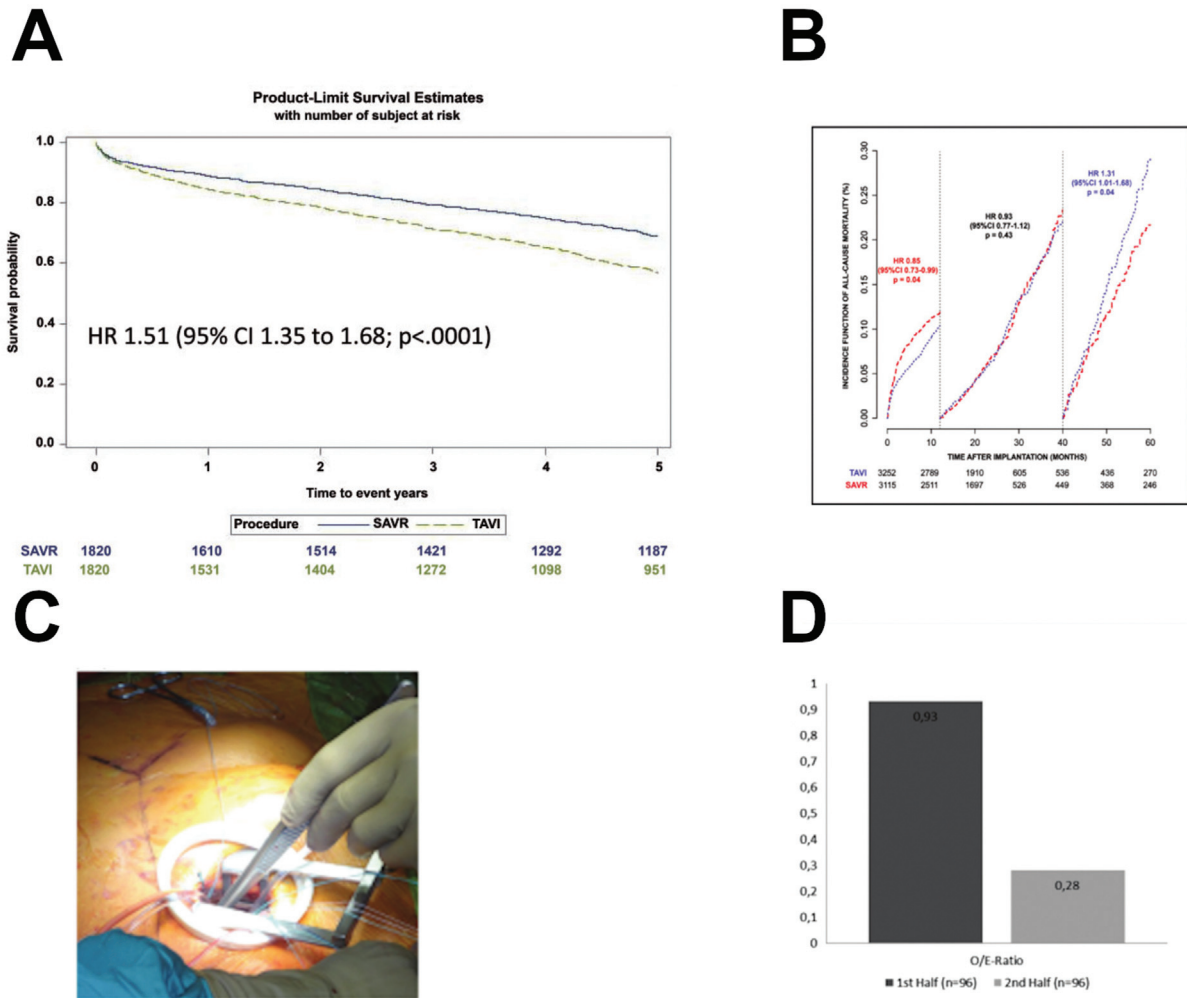 A
Product-Limit Survival Estimates
with number of subject at risk
Survival probability
1.0
0.8
0.6
0.4
0.2
0.0
HR 1.51 (95% CI 1.35 to 1.68; p<.0001)
0 1 2 3 4 5
Time to event years
Procedure SAVR TAVI
SAVR 1820 1610 1514 1421 1292 1187
TAVI 1820 1531 1404 1272 1098 951
B
INCIDENCE FUNCTION OF ALL-CAUSE MORTALITY (%)
0.30
0.25
0.20
0.15
0.10
0.05
0.00
HR 0.85
(95%CI 0.73-0.99)
p = 0.04
HR 0.93
(95%CI 0.77-1.12)
p = 0.43
HR 1.31
(95%CI 1.01-1.68)
p = 0.04
0 10 20 30 40 50 60
TIME AFTER IMPLANTATION (MONTHS)
TAVI 3252 2789 1910 605 536 436 270
SAVR 3115 2511 1697 526 449 368 246
C
D
1
0,9
0,8
0,7
0,6
0,5
0,4
0,3
0,2
0,1
0
0,93
0,28
O/E-Ratio
1st Half (n=96) 2nd Half (n=96)